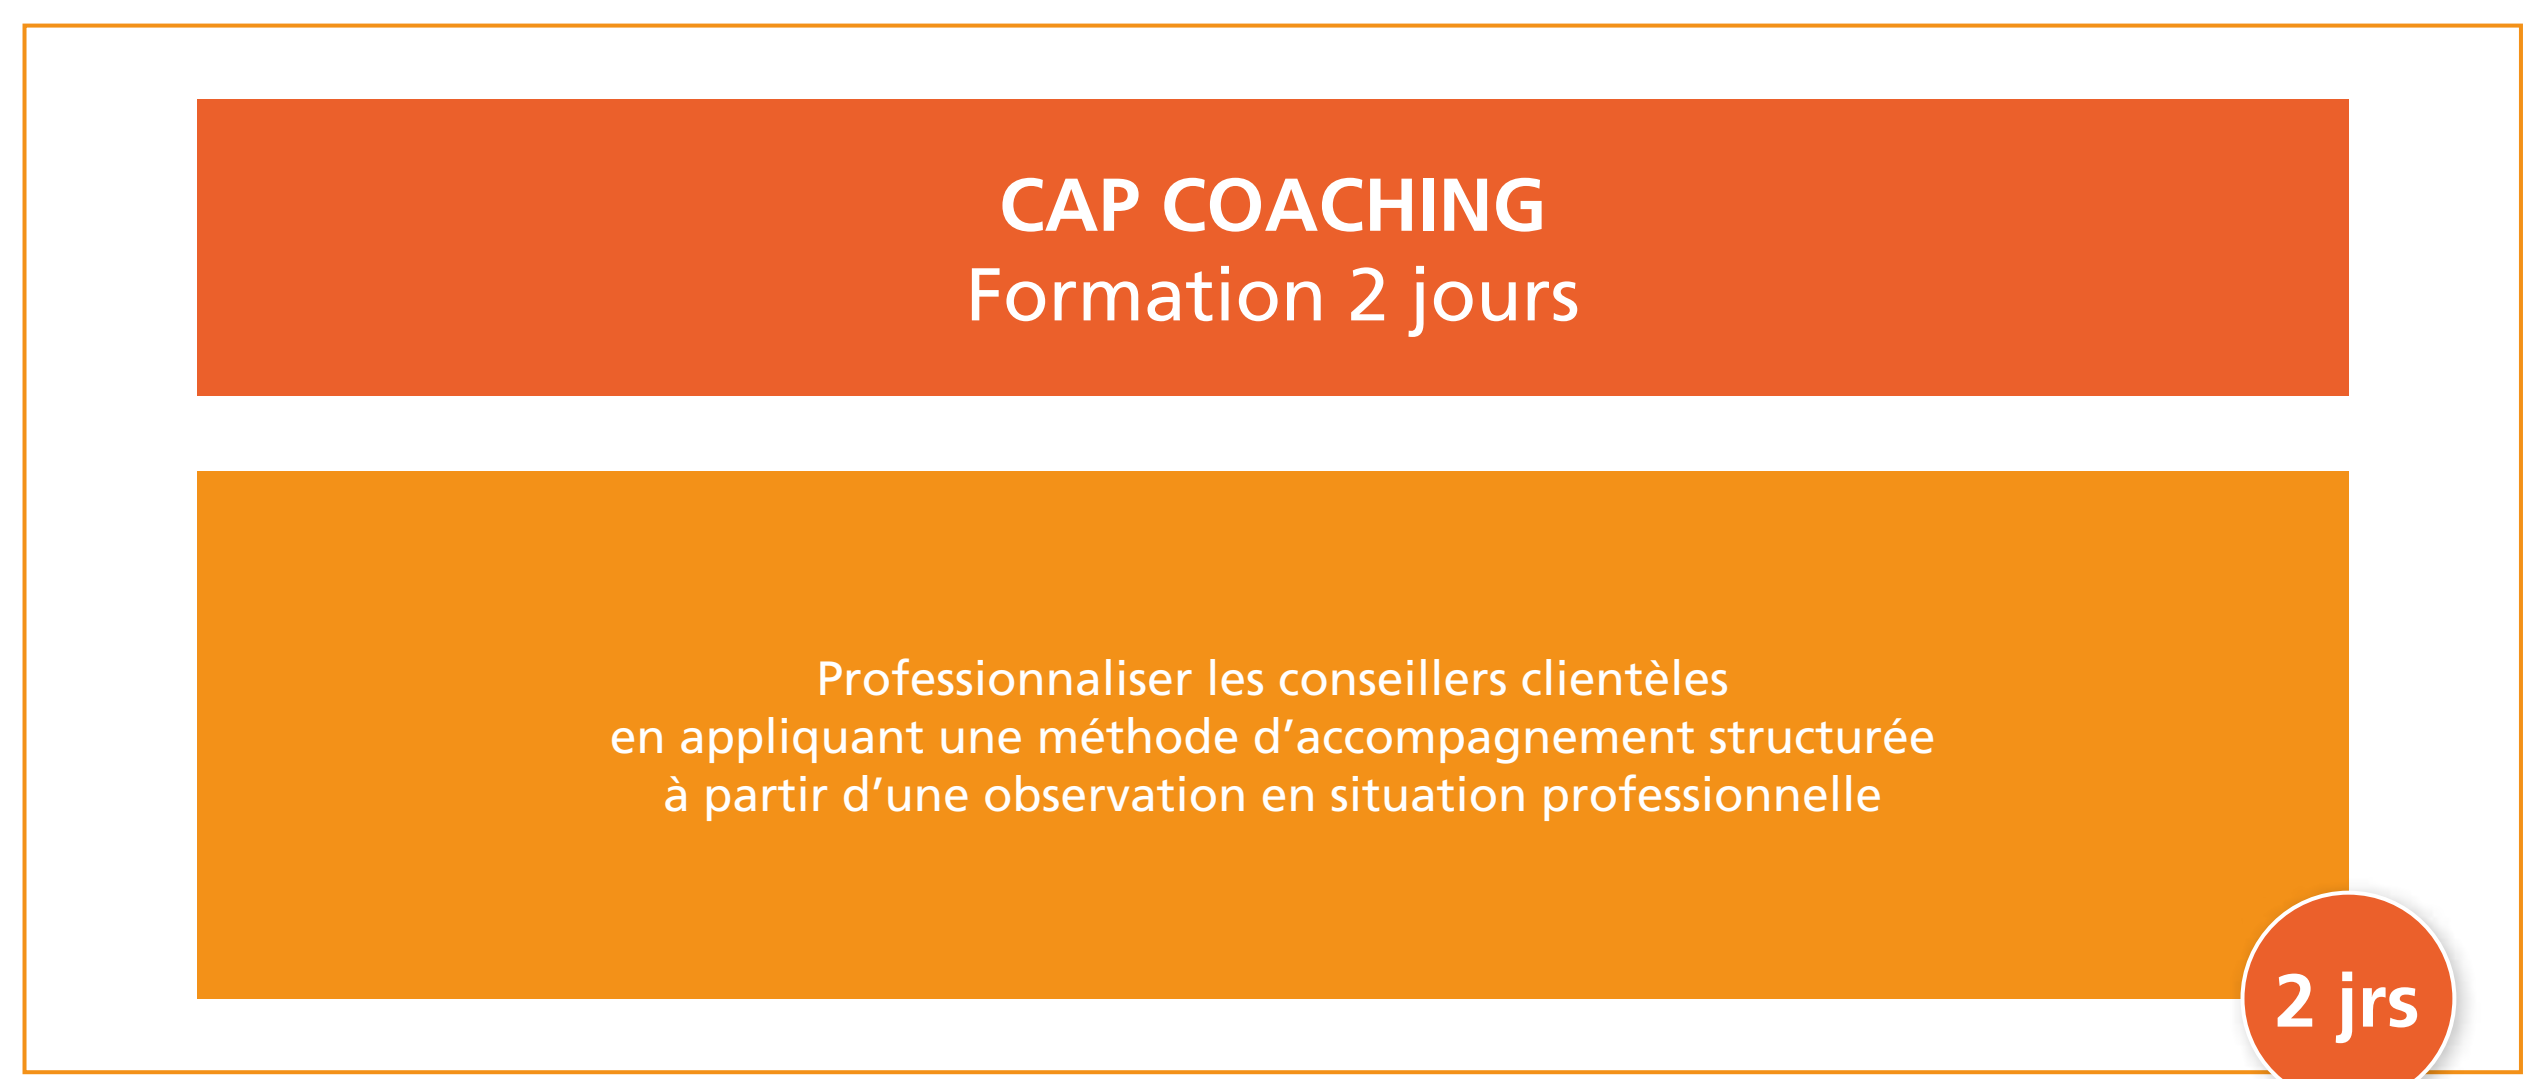 CAP COACHING
Formation 2 jours
Professionnaliser les conseillers clientèles
en appliquant une méthode d’accompagnement structurée
à partir d’une observation en situation professionnelle
2 jrs